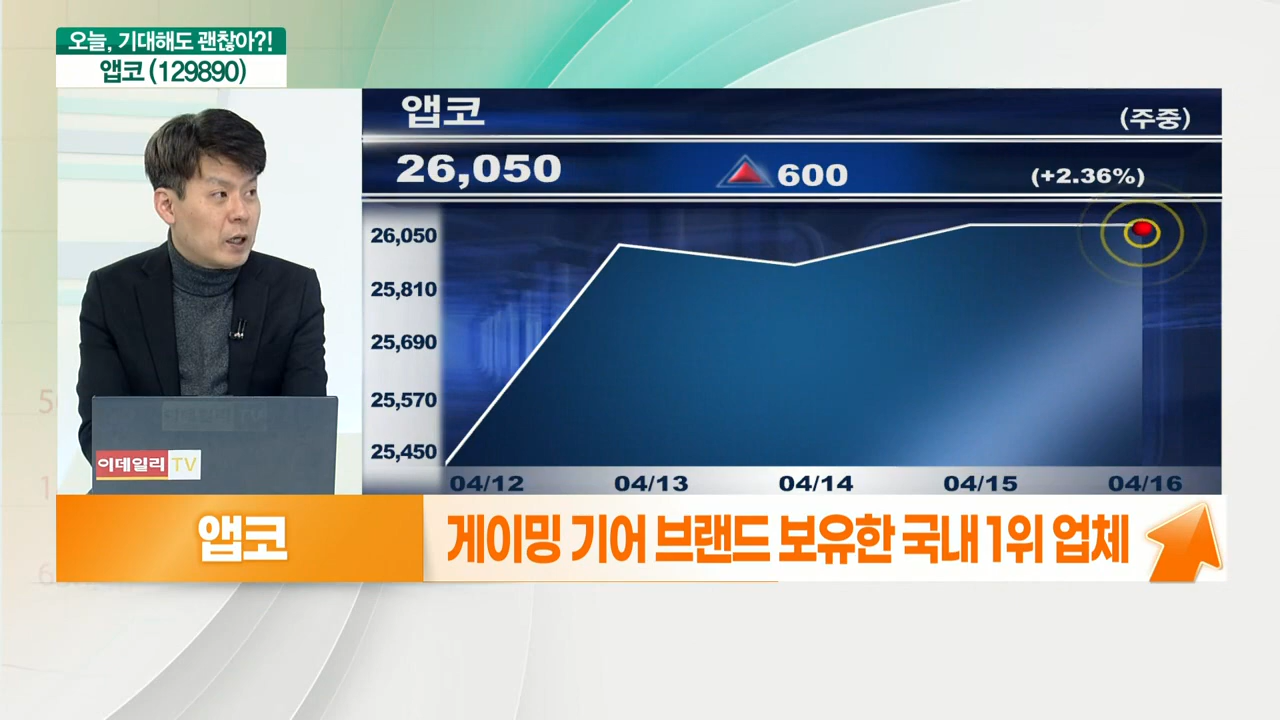 오늘, 기대해도 괜찮아?!
앱코 (129890)
앱코
(주중)
26,050
600
(+2.36%)
26,050
25,810
25,690
25,570
25,450
04/12
04/13
04/14
04/15
04/16
이데일리 TV
앱코
게이밍 기어 브랜드 보유한 국내 1위 업체